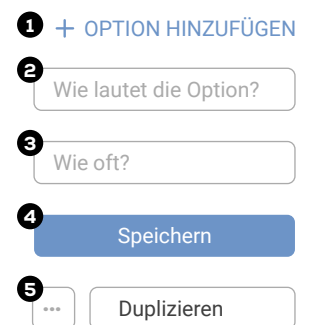 1 + OPTION HINZUFÜGEN
2
Wie lautet die Option?
3
Wie oft?
4
Speichern
5
... Duplizieren